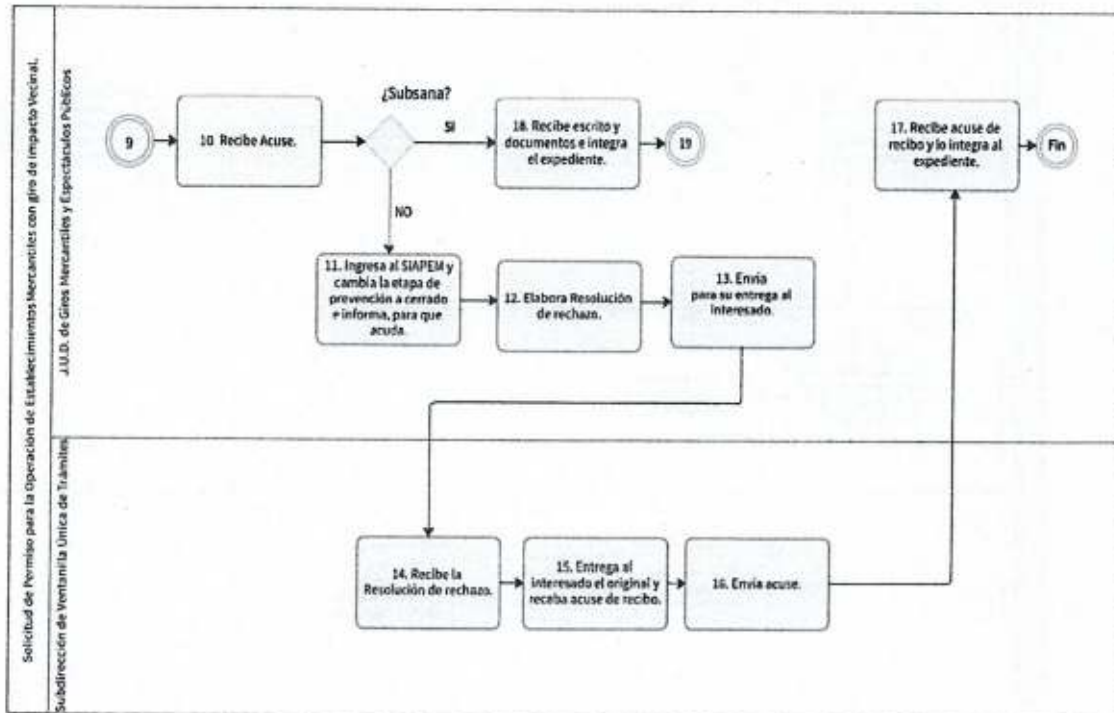 Solicitud de Permiso para la Operación de Establecimientos Mercantiles con giro de Impacto Vecinal.
J.U.D. de Giros Mercantiles y Espectáculos Públicos
9
10 Recibe Acuse.
¿Subsana?
SI
18. Recibe escrito y
documentos e integra
el expediente.
19
17. Recibe acuse de
recibo y lo integra al
expediente.
Fin
NO
11. Ingresa al SIAPEM y
cambia la etapa de
prevención a cerrado
e informa, para que
acuda.
12. Elabora Resolución
de rechazo.
13. Envía
para su entrega al
interesado.
Subdirección de Ventanilla Única de Trámites
14. Recibe la
Resolución de rechazo.
15. Entrega al
interesado el original y
recaba acuse de recibo.
16. Envía acuse.